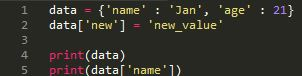 1 data = {'name' : 'Jan', 'age' : 21}
2 data['new'] = 'new_value'
3
4 print(data)
5 print(data['name'])